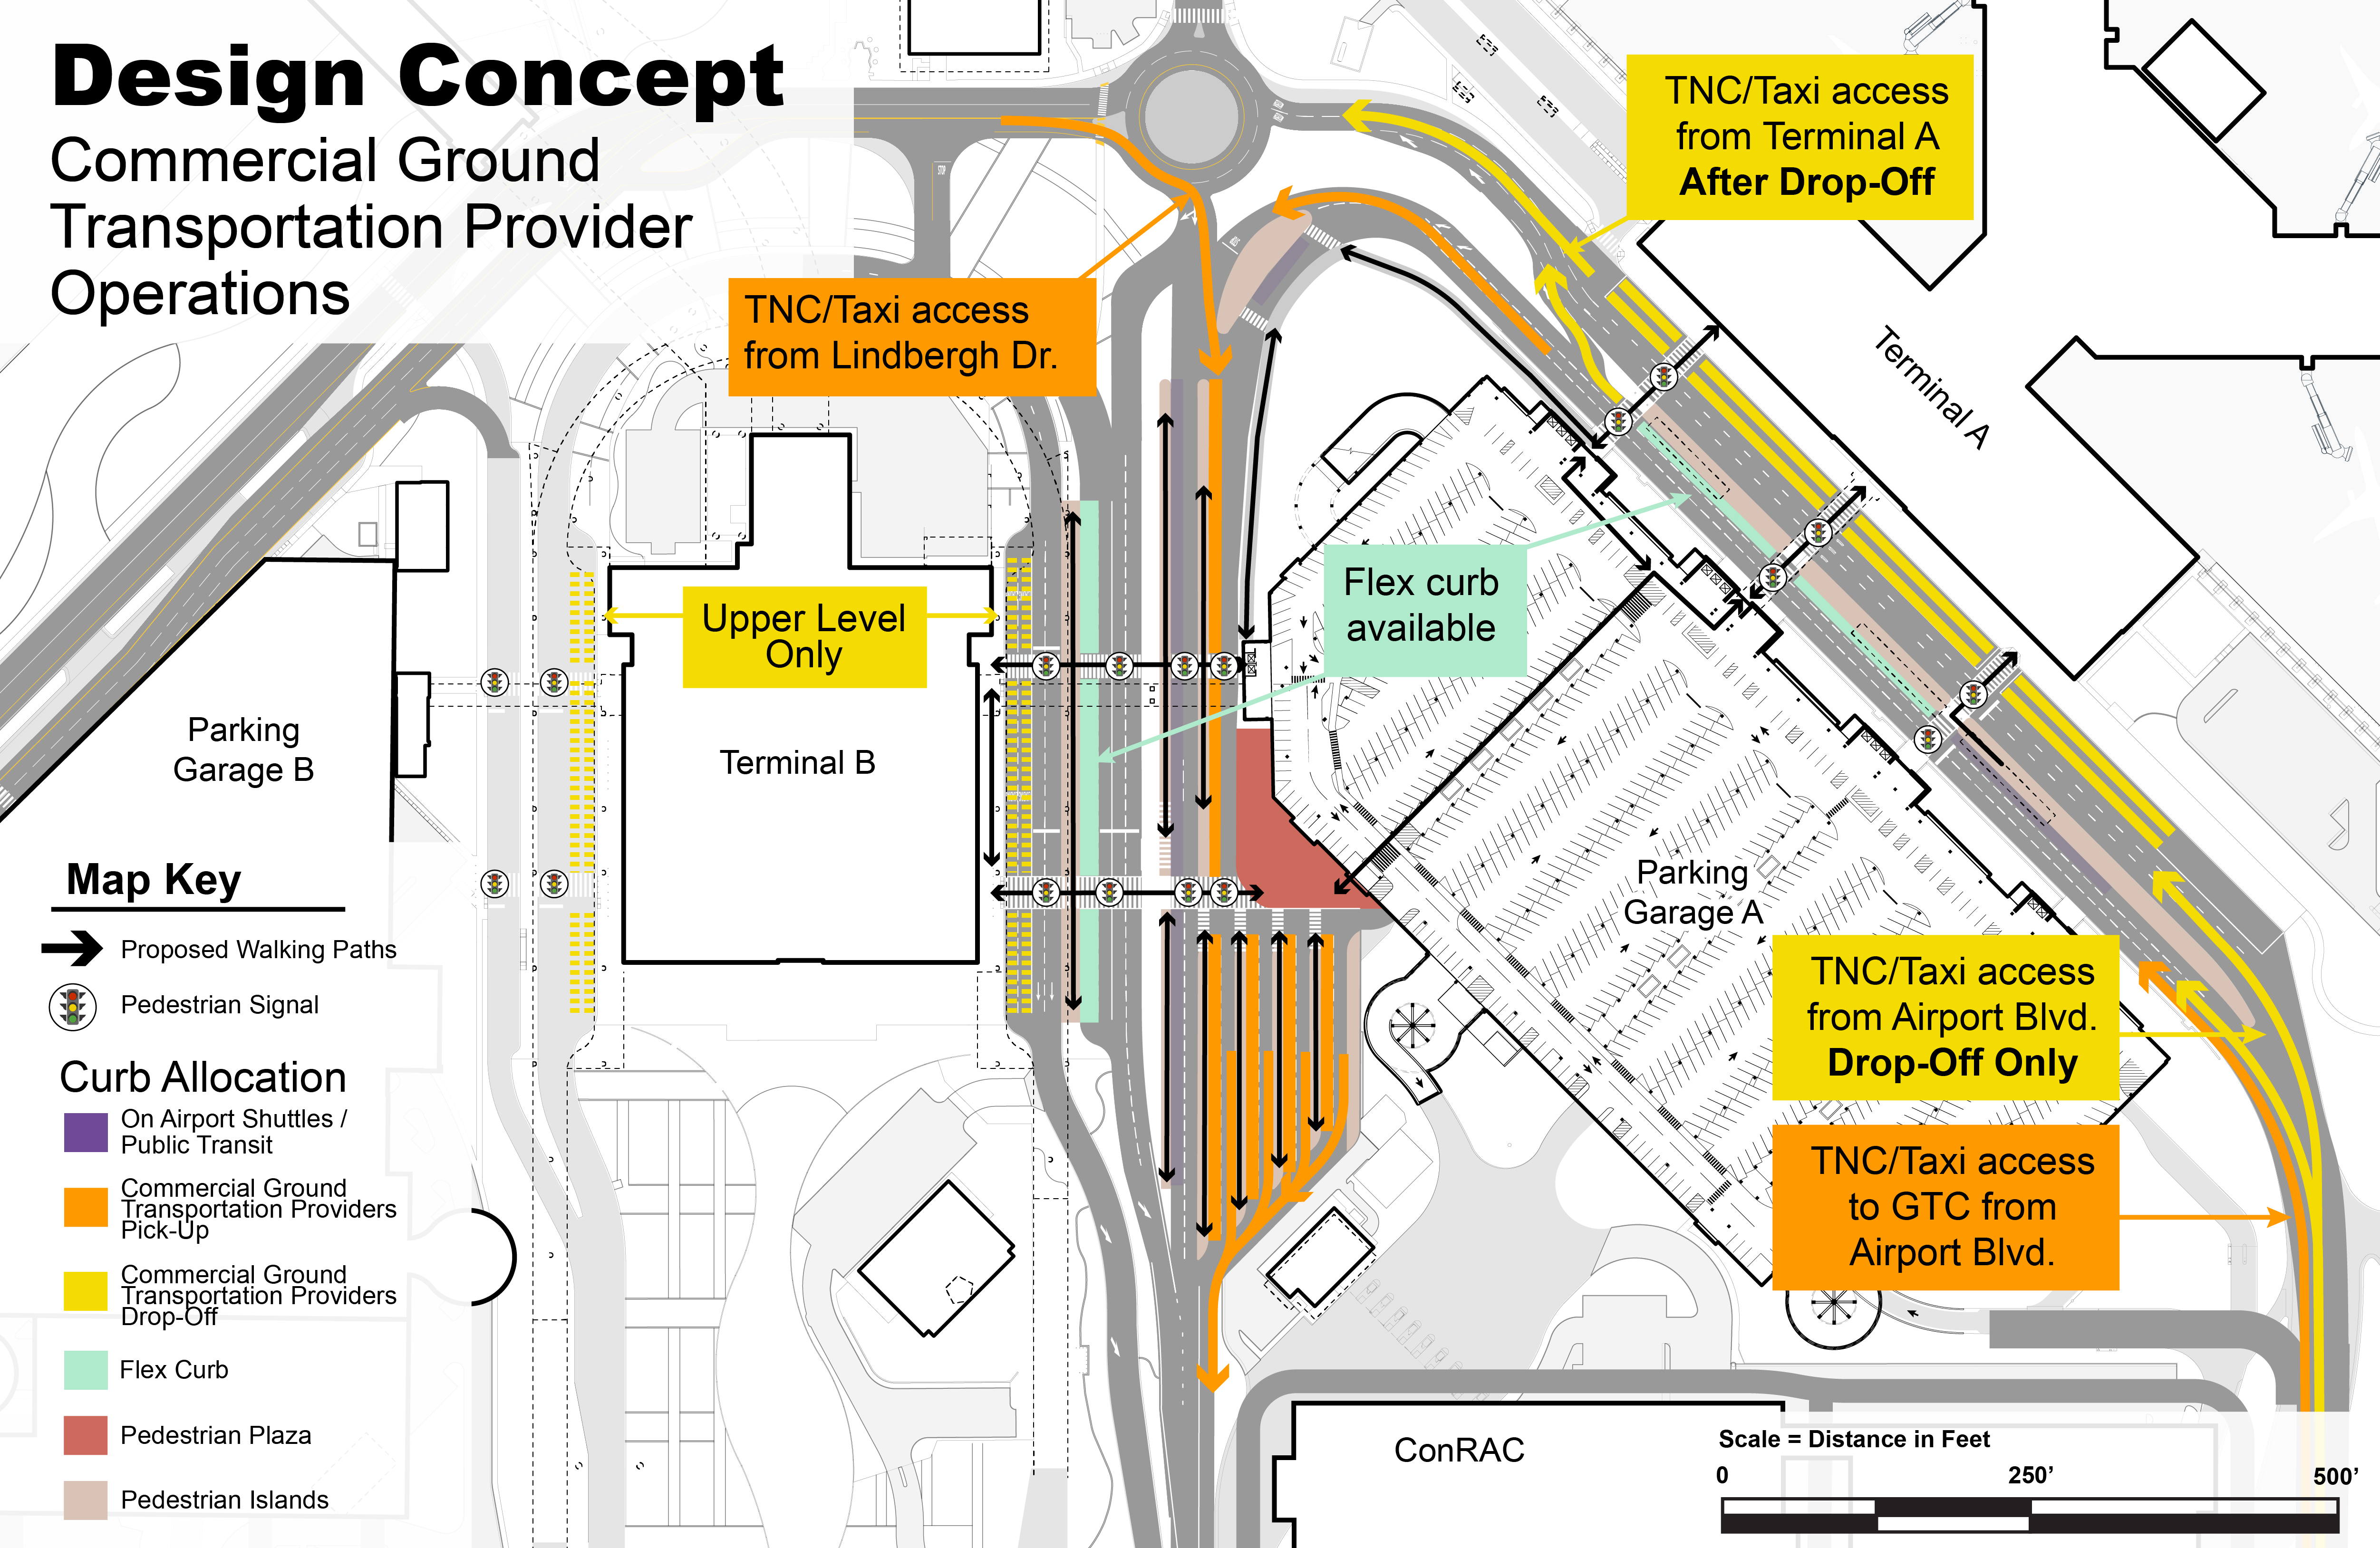 Design Concept
Commercial Ground
Transportation Provider
Operations
TNC/Taxi access
from Terminal A
After Drop-Off
TNC/Taxi access
from Lindbergh Dr.
Terminal A
Flex curb
available
Upper Level
Only
Parking
Garage B
Terminal B
Parking
Garage A
Map Key
Proposed Walking Paths
Pedestrian Signal
Curb Allocation
On Airport Shuttles /
Public Transit
Commercial Ground
Transportation Providers
Pick-Up
Commercial Ground
Transportation Providers
Drop-Off
Flex Curb
Pedestrian Plaza
Pedestrian Islands
TNC/Taxi access
from Airport Blvd.
Drop-Off Only
TNC/Taxi access
to GTC from
Airport Blvd.
ConRAC
Scale = Distance in Feet
0 250’ 500’